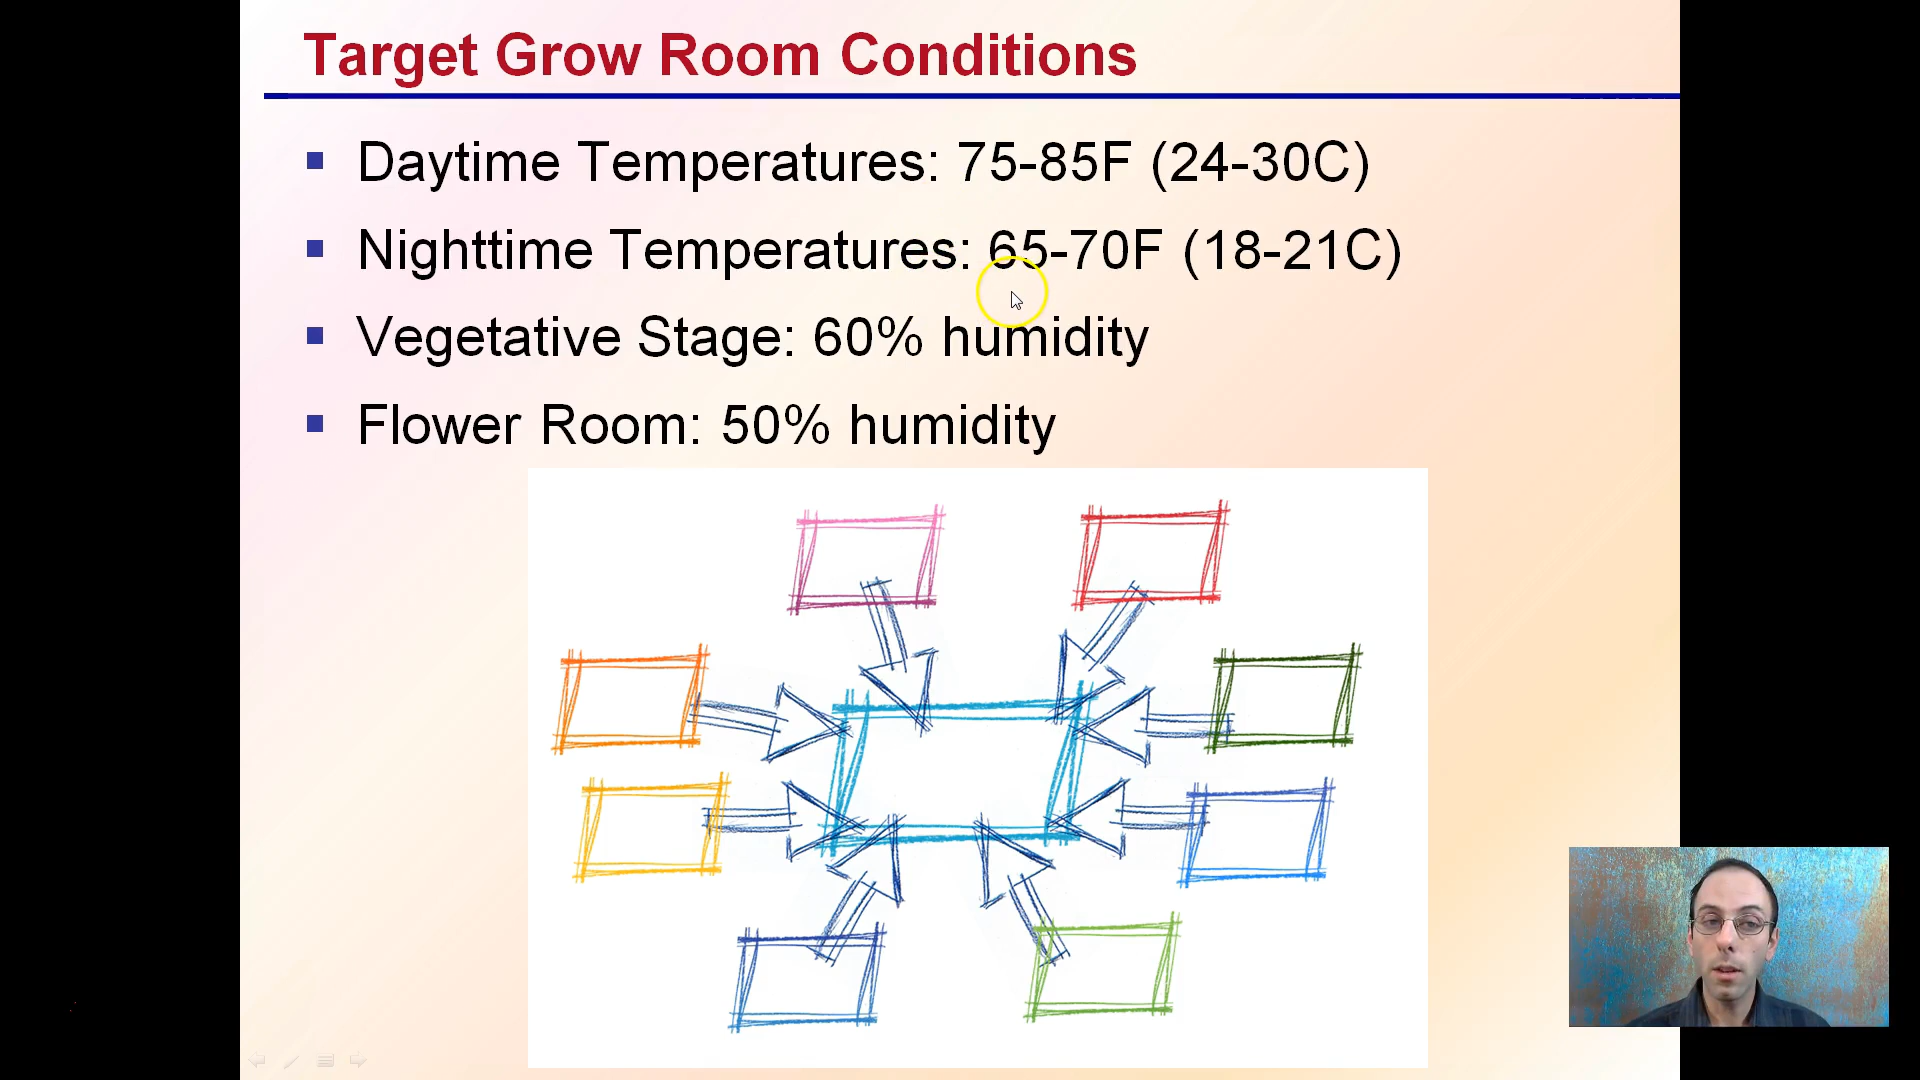 Target Grow Room Conditions
Daytime Temperatures: 75-85F (24-30C)
Nighttime Temperatures: 65-70F (18-21C)
Vegetative Stage: 60% humidity
Flower Room: 50% humidity